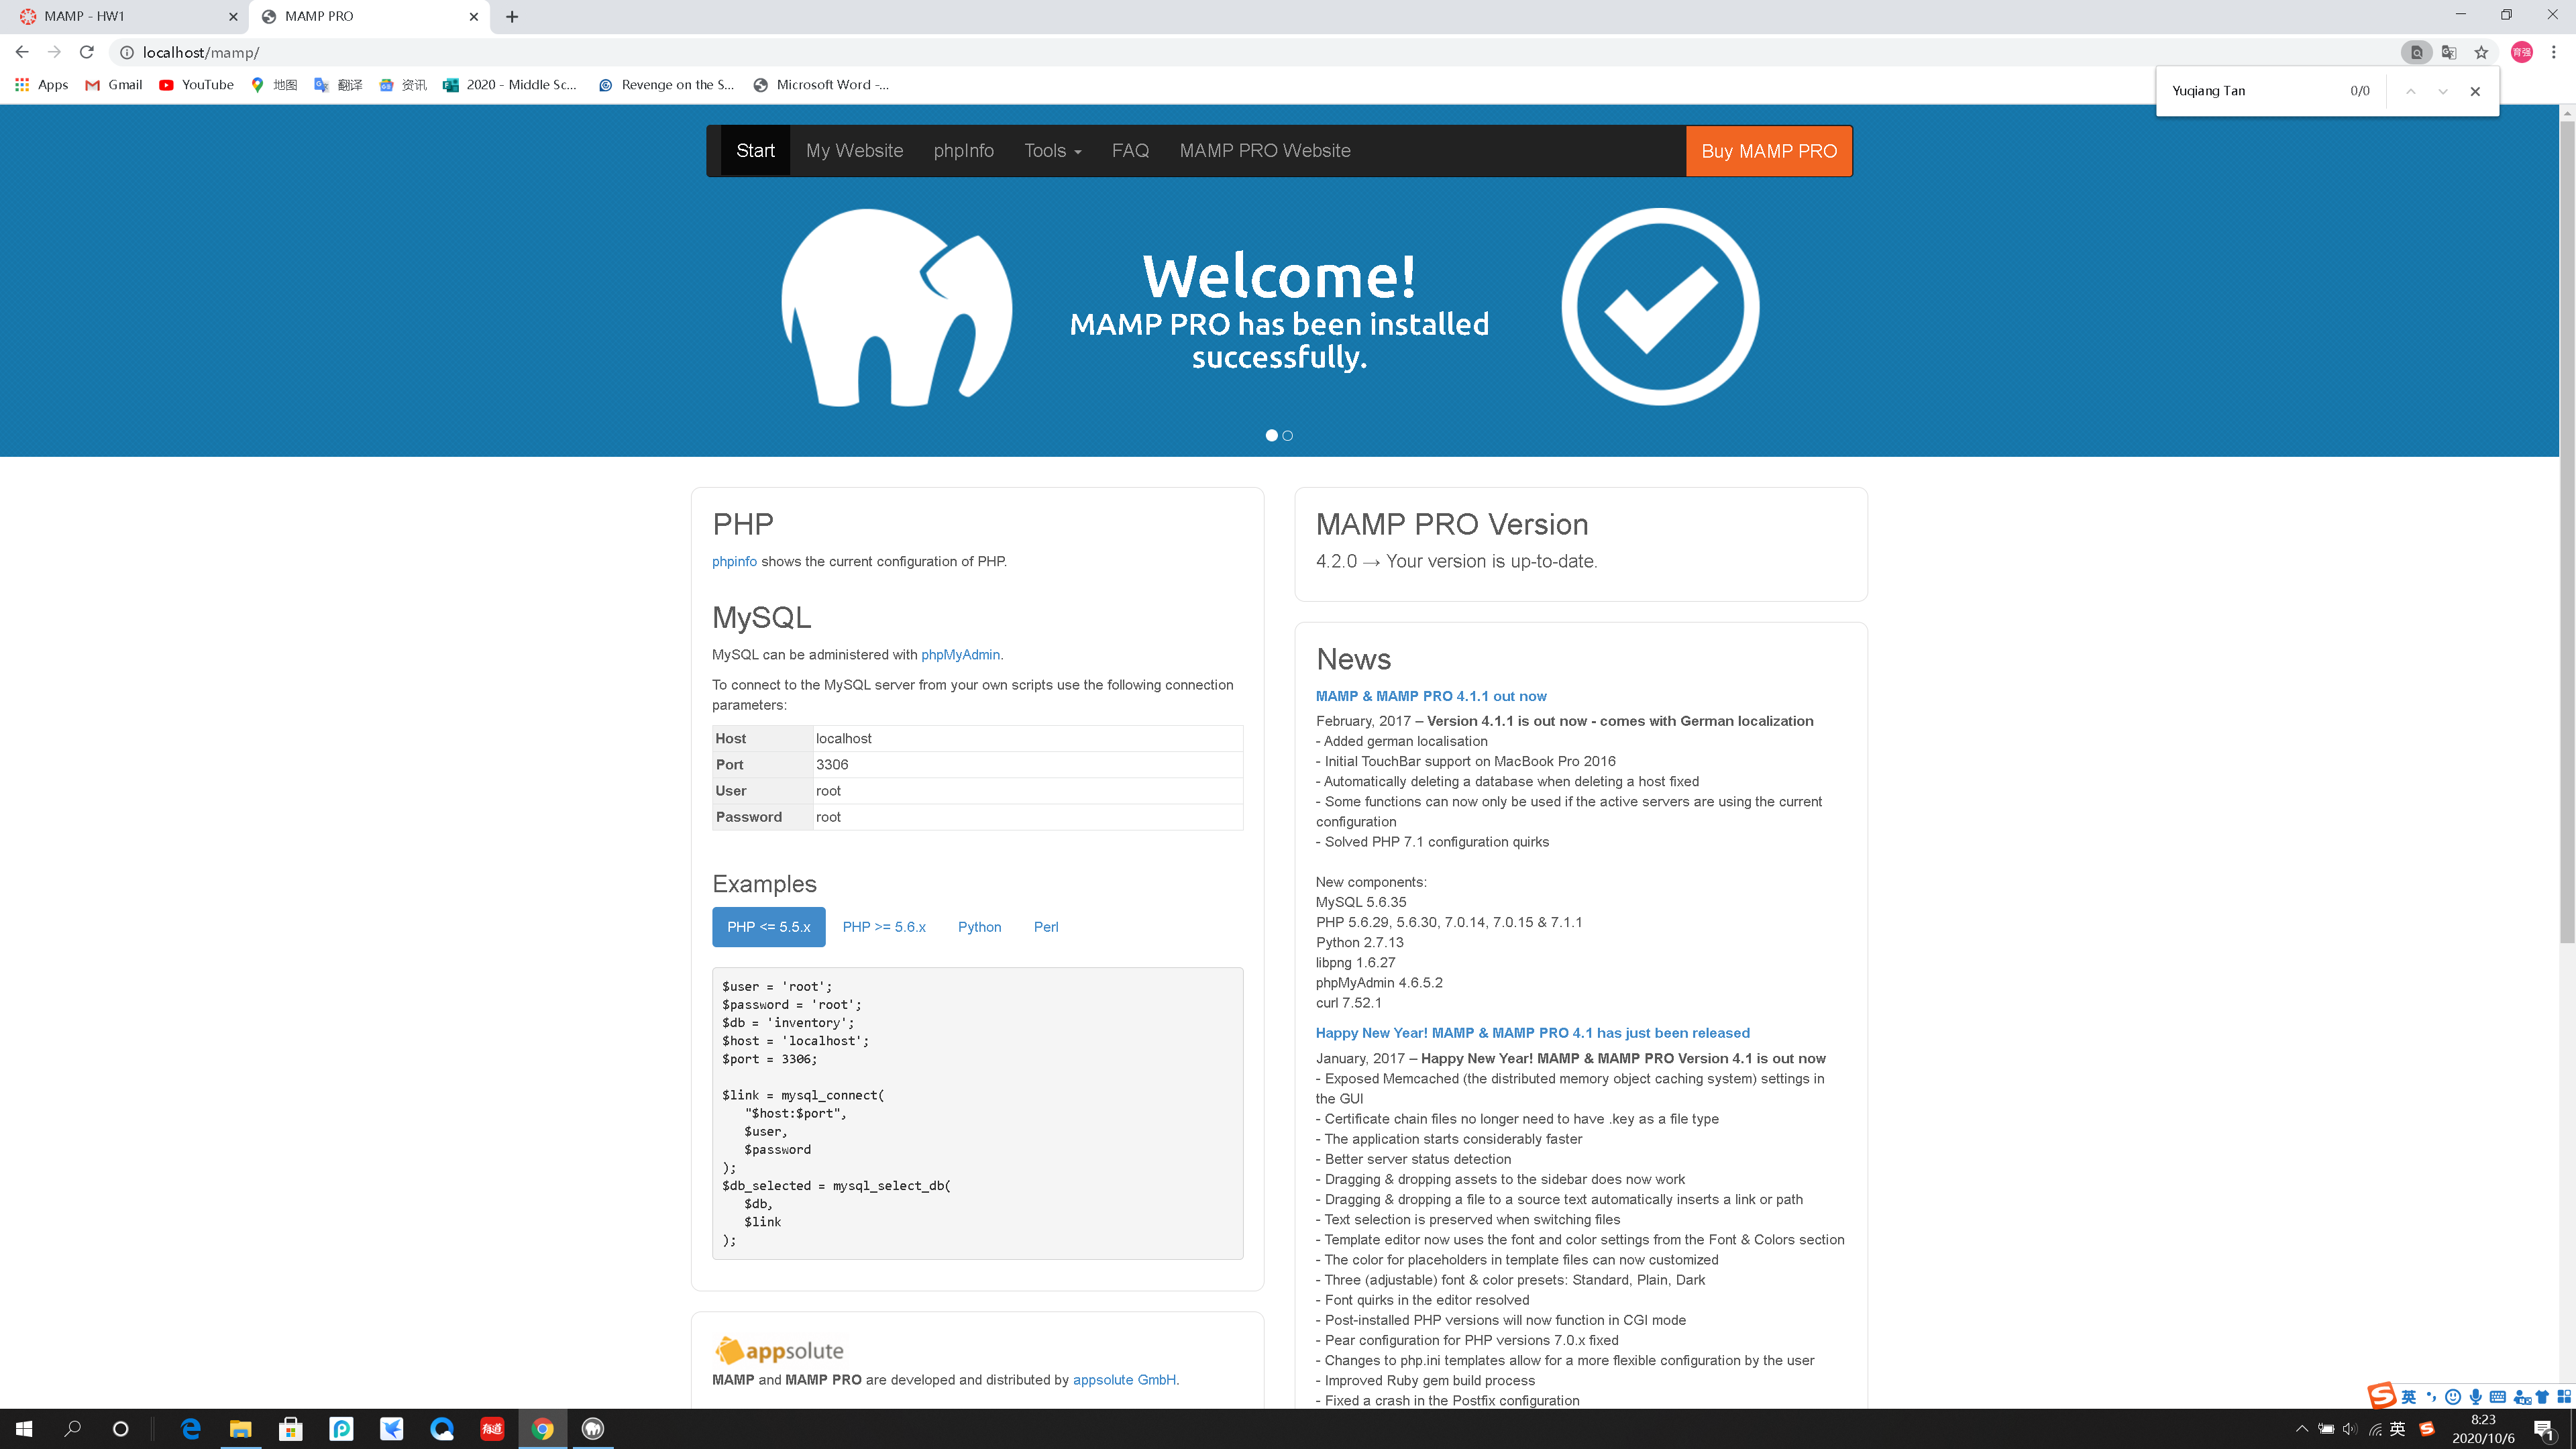 MAMP - HW1
MAMP PRO
localhost/mamp/
Apps
Gmail
YouTube
地图
翻译
资讯
2020 - Middle Sc...
Revenge on the S...
Microsoft Word -...
Yuqiang Tan 0/0
育强
Start My Website phpInfo Tools FAQ MAMP PRO Website Buy MAMP PRO
Welcome!
MAMP PRO has been installed
successfully.
PHP
phpinfo shows the current configuration of PHP.
MySQL
MySQL can be administered with phpMyAdmin.
To connect to the MySQL server from your own scripts use the following connection
parameters:
Host localhost
Port 3306
User root
Password root
Examples
PHP <= 5.5.x PHP >= 5.6.x Python Perl
$user = 'root';
$password = 'root';
$db = 'inventory';
$host = 'localhost';
$port = 3306;
$link = mysql_connect(
"$host:$port",
$user,
$password
);
$db_selected = mysql_select_db(
$db,
$link
);
appsolute
MAMP and MAMP PRO are developed and distributed by appsolute GmbH.
MAMP PRO Version
4.2.0 → Your version is up-to-date.
News
MAMP & MAMP PRO 4.1.1 out now
February, 2017 – Version 4.1.1 is out now - comes with German localization
- Added german localisation
- Initial TouchBar support on MacBook Pro 2016
- Automatically deleting a database when deleting a host fixed
- Some functions can now only be used if the active servers are using the current
configuration
- Solved PHP 7.1 configuration quirks
New components:
MySQL 5.6.35
PHP 5.6.29, 5.6.30, 7.0.14, 7.0.15 & 7.1.1
Python 2.7.13
libpng 1.6.27
phpMyAdmin 4.6.5.2
curl 7.52.1
Happy New Year! MAMP & MAMP PRO 4.1 has just been released
January, 2017 – Happy New Year! MAMP & MAMP PRO Version 4.1 is out now
- Exposed Memcached (the distributed memory object caching system) settings in
the GUI
- Certificate chain files no longer need to have .key as a file type
- The application starts considerably faster
- Better server status detection
- Dragging & dropping assets to the sidebar does now work
- Dragging & dropping a file to a source text automatically inserts a link or path
- Text selection is preserved when switching files
- Template editor now uses the font and color settings from the Font & Colors section
- The color for placeholders in template files can now customized
- Three (adjustable) font & color presets: Standard, Plain, Dark
- Font quirks in the editor resolved
- Post-installed PHP versions will now function in CGI mode
- Pear configuration for PHP versions 7.0.x fixed
- Changes to php.ini templates allow for a more flexible configuration by the user
- Improved Ruby gem build process
- Fixed a crash in the Postfix configuration
英
有道
英
8:23
2020/10/6
1